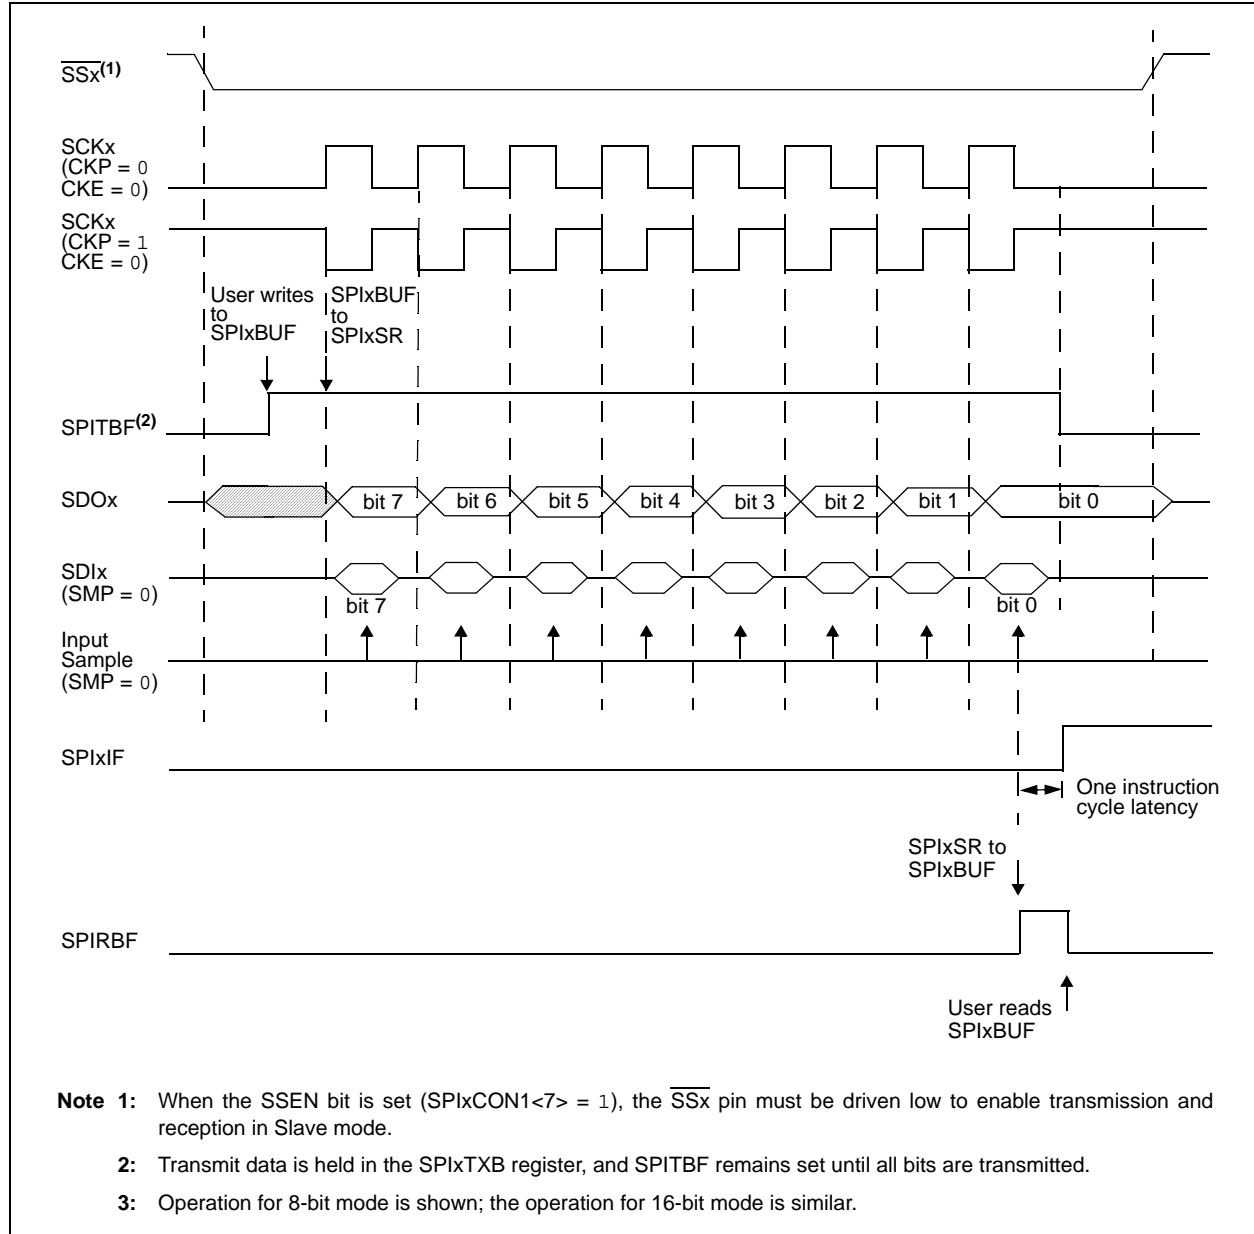 SSx(1)
SCKx
(CKP = 0
CKE = 0)
SCKx
(CKP = 1
CKE = 0)
User writes
to
SPIxBUF
SPIxBUF
to
SPIxSR
SPITBF(2)
SDOx
bit 7
bit 6
bit 5
bit 4
bit 3
bit 2
bit 1
bit 0
SDIx
(SMP = 0)
bit 7
bit 0
Input
Sample
(SMP = 0)
SPIxIF
One instruction
cycle latency
SPIxSR to
SPIxBUF
SPIRBF
User reads
SPIxBUF
Note 1: When the SSEN bit is set (SPIxCON1<7> = 1), the SSx pin must be driven low to enable transmission and
reception in Slave mode.
2: Transmit data is held in the SPIxTXB register, and SPITBF remains set until all bits are transmitted.
3: Operation for 8-bit mode is shown; the operation for 16-bit mode is similar.